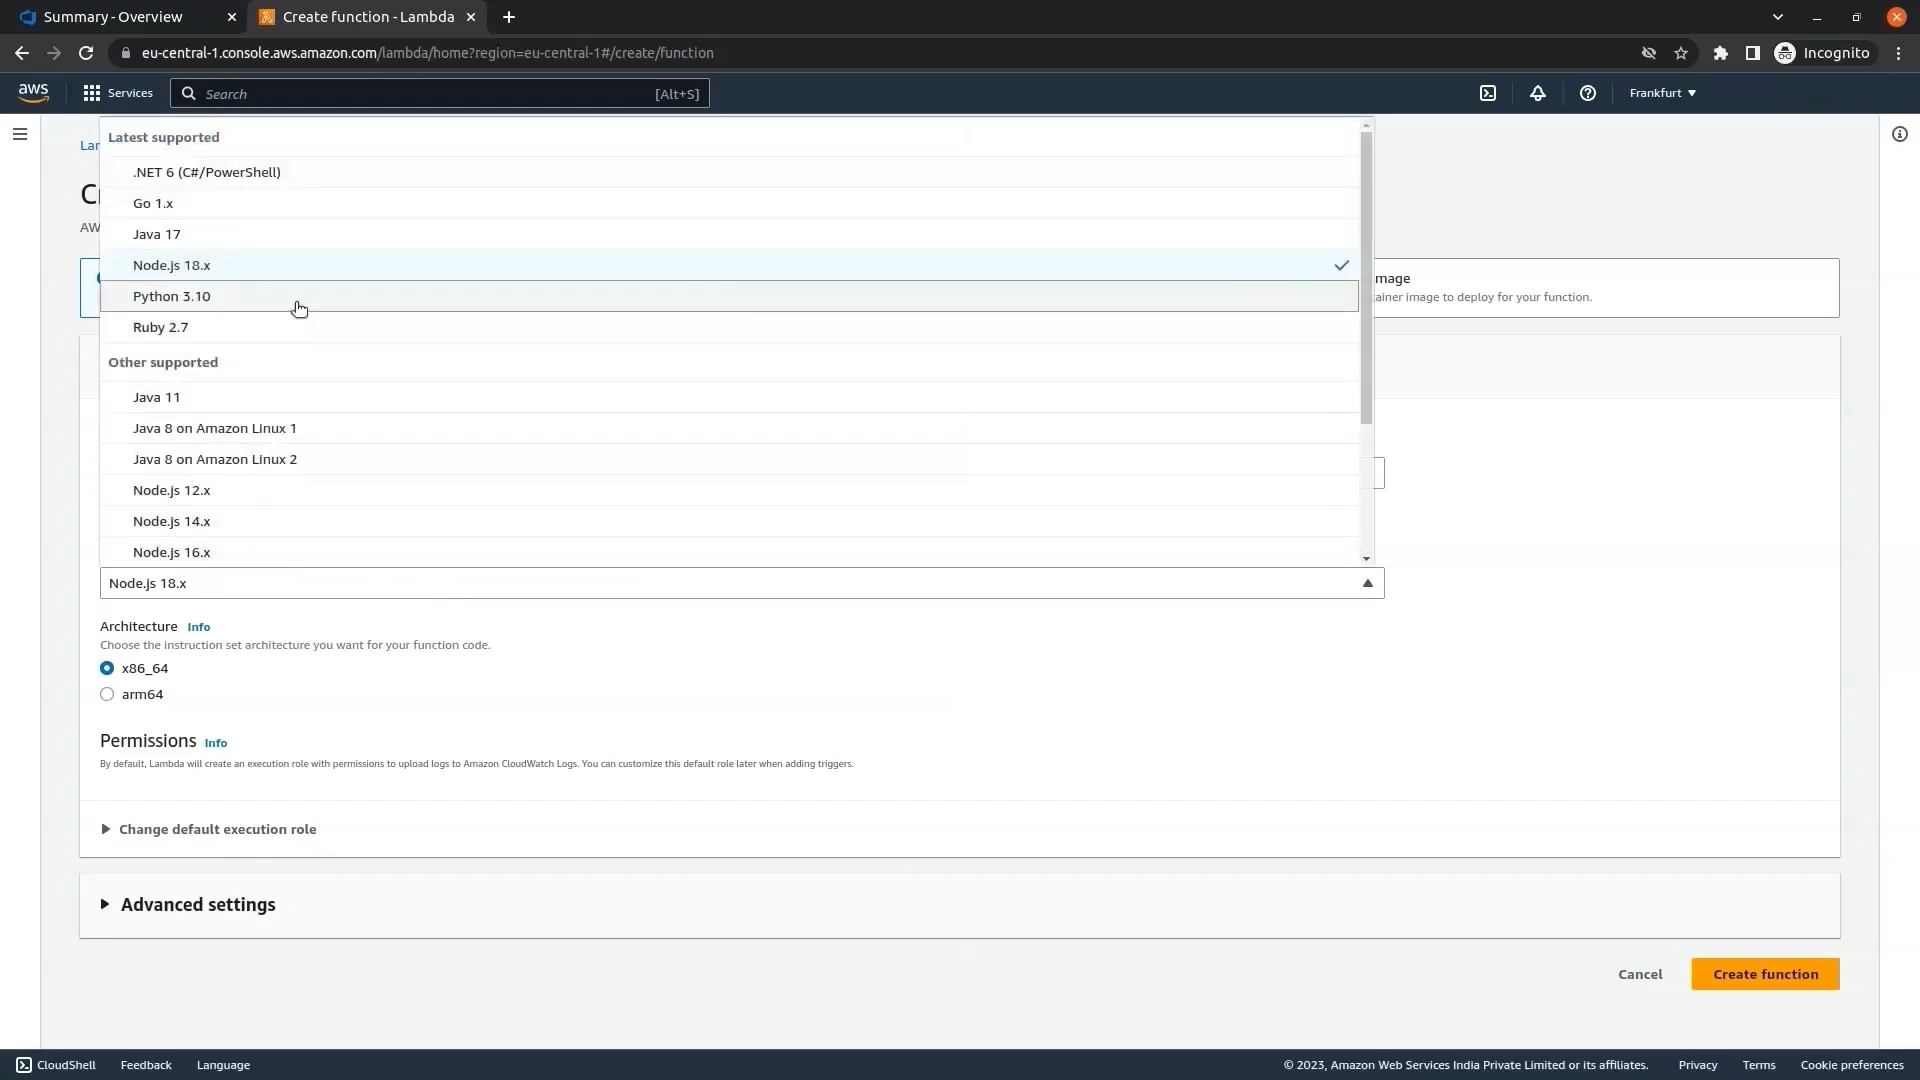 Summary - Overview
Create function - Lambda
eu-central-1.console.aws.amazon.com/lambda/home?region=eu-central-1#/create/function
Incognito
aws
Services
Search
[Alt+S]
Frankfurt
Lar
Latest supported
.NET 6 (C#/PowerShell)
Go 1.x
AW
Java 17
Node.js 18.x
mage
Python 3.10
ainer image to deploy for your function.
Ruby 2.7
Other supported
Java 11
Java 8 on Amazon Linux 1
Java 8 on Amazon Linux 2
Node.js 12.x
Node.js 14.x
Node.js 16.x
Node.js 18.x
Architecture Info
Choose the instruction set architecture you want for your function code.
x86_64
arm64
Permissions Info
By default, Lambda will create an execution role with permissions to upload logs to Amazon CloudWatch Logs. You can customize this default role later when adding triggers.
Change default execution role
Advanced settings
Cancel
Create function
CloudShell
Feedback
Language
© 2023, Amazon Web Services India Private Limited or its affiliates.
Privacy
Terms
Cookie preferences